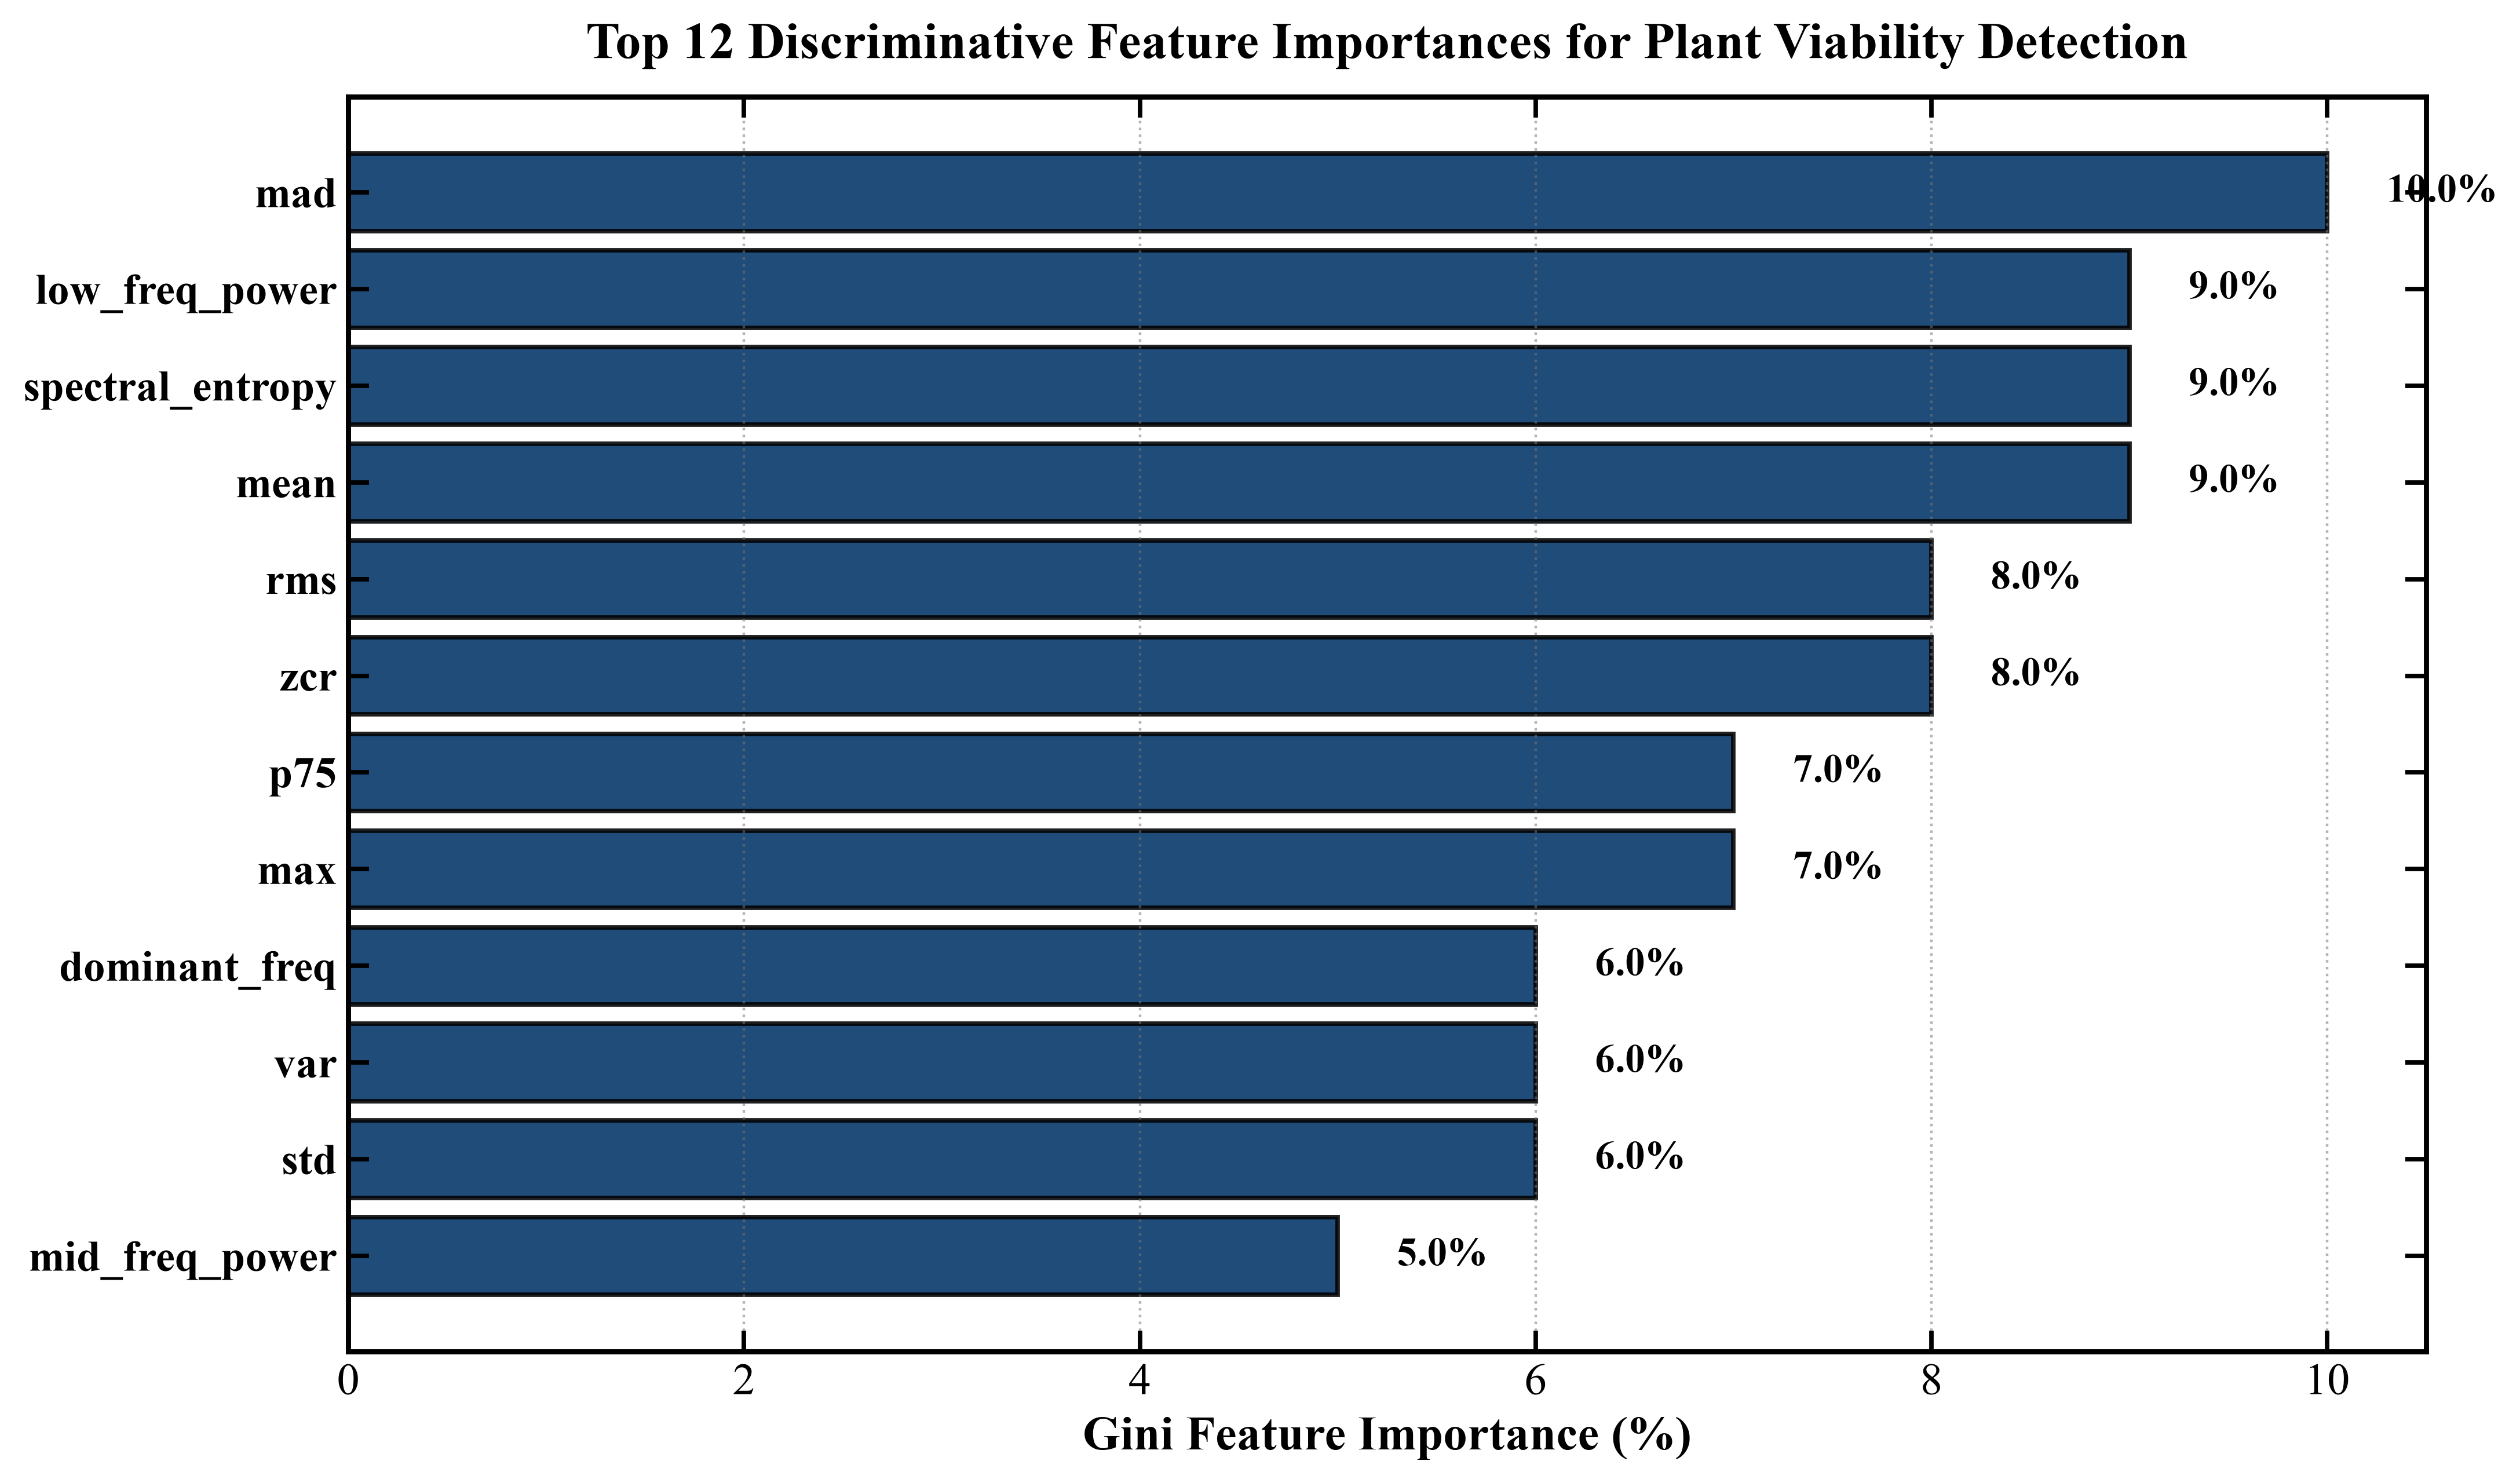 Top 12 Discriminative Feature Importances for Plant Viability Detection
mad 10.0%
low_freq_power 9.0%
spectral_entropy 9.0%
mean 9.0%
rms 8.0%
zcr 8.0%
p75 7.0%
max 7.0%
dominant_freq 6.0%
var 6.0%
std 6.0%
mid_freq_power 5.0%
0 2 4 6 8 10
Gini Feature Importance (%)